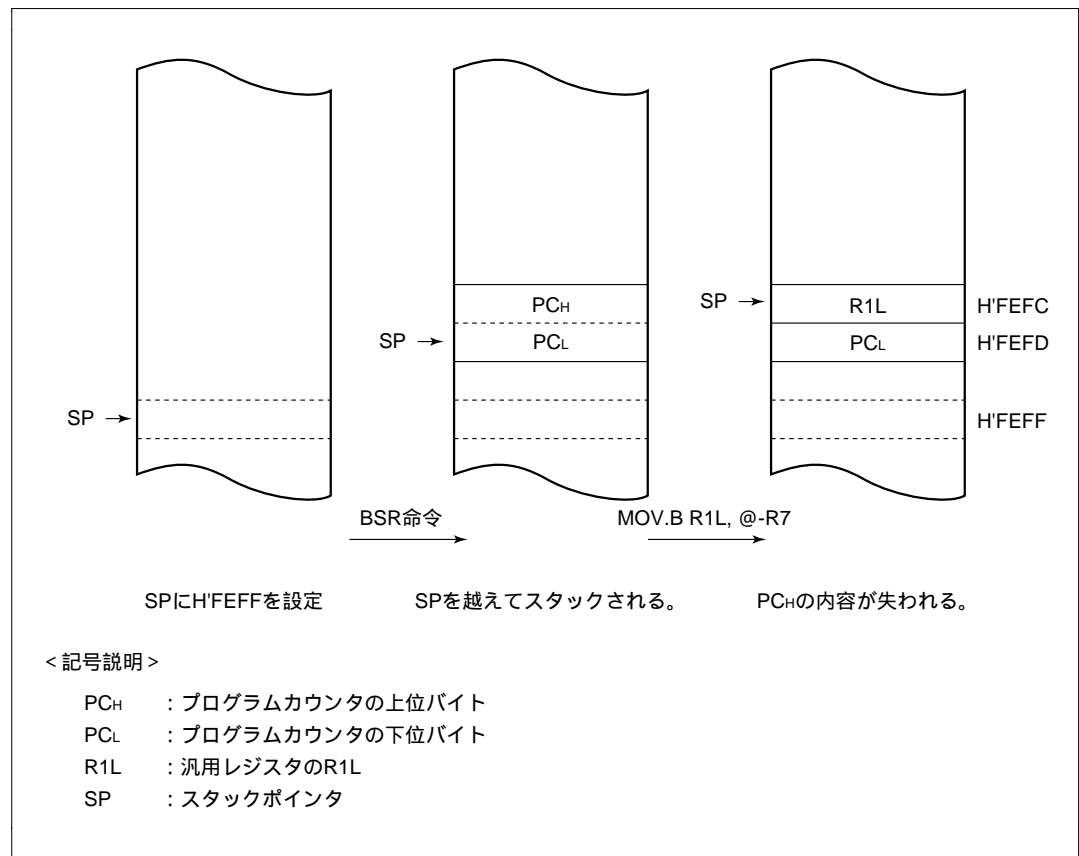 PCH
R1L
H'FEFC
SP
SP
PCL
PCL
H'FEFD
SP
H'FEFF
BSR命令
MOV.B R1L, @-R7
SPにH'FEFFを設定
SPを越えてスタックされる。
PCHの内容が失われる。
<記号説明>
PCH :プログラムカウンタの上位バイト
PCL :プログラムカウンタの下位バイト
R1L :汎用レジスタのR1L
SP :スタックポインタ